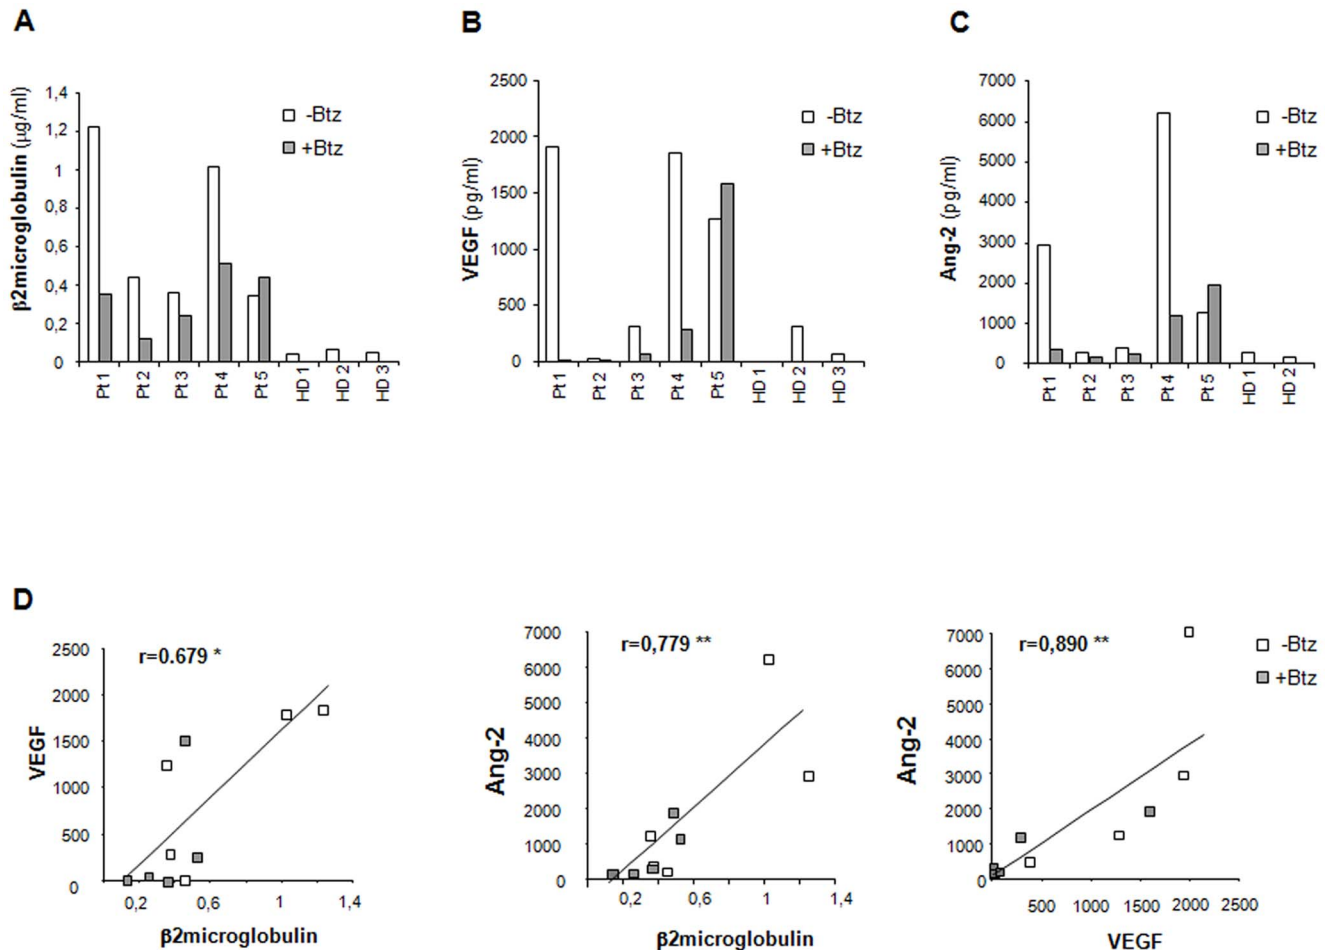 A
β2microglobulin (µg/ml)
1,4
1,2
1
0,8
0,6
0,4
0,2
0
Pt 1
Pt 2
Pt 3
Pt 4
Pt 5
HD 1
HD 2
HD 3
-Btz
+Btz
B
VEGF (pg/ml)
2500
2000
1500
1000
500
0
Pt 1
Pt 2
Pt 3
Pt 4
Pt 5
HD 1
HD 2
HD 3
-Btz
+Btz
C
Ang-2 (pg/ml)
7000
6000
5000
4000
3000
2000
1000
0
Pt 1
Pt 2
Pt 3
Pt 4
Pt 5
HD 1
HD 2
-Btz
+Btz
D
VEGF
2500
2000
1500
1000
500
0
r=0.679 *
0,2
0,6
1
1,4
β2microglobulin
Ang-2
7000
6000
5000
4000
3000
2000
1000
0
r=0,779 **
0,2
0,6
1
1,4
β2microglobulin
Ang-2
7000
6000
5000
4000
3000
2000
1000
0
r=0,890 **
500
1000
1500
2000
2500
VEGF
-Btz
+Btz